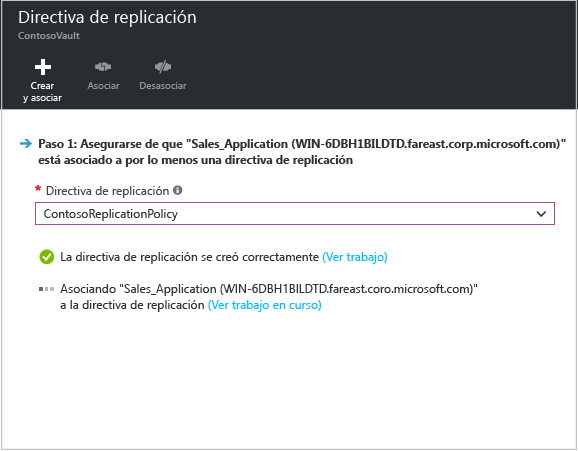 Directiva de replicación
ContosoVault
Crear
y asociar
Asociar
Desasociar
Paso 1: Asegurarse de que "Sales_Application (WIN-6DBH1BILDTD.fareast.corp.microsoft.com)"
está asociado a por lo menos una directiva de replicación
* Directiva de replicación
ContosoReplicationPolicy
La directiva de replicación se creó correctamente (Ver trabajo)
Asociando "Sales_Application (WIN-6DBH1BILDTD.fareast.coro.microsoft.com)"
a la directiva de replicación (Ver trabajo en curso)